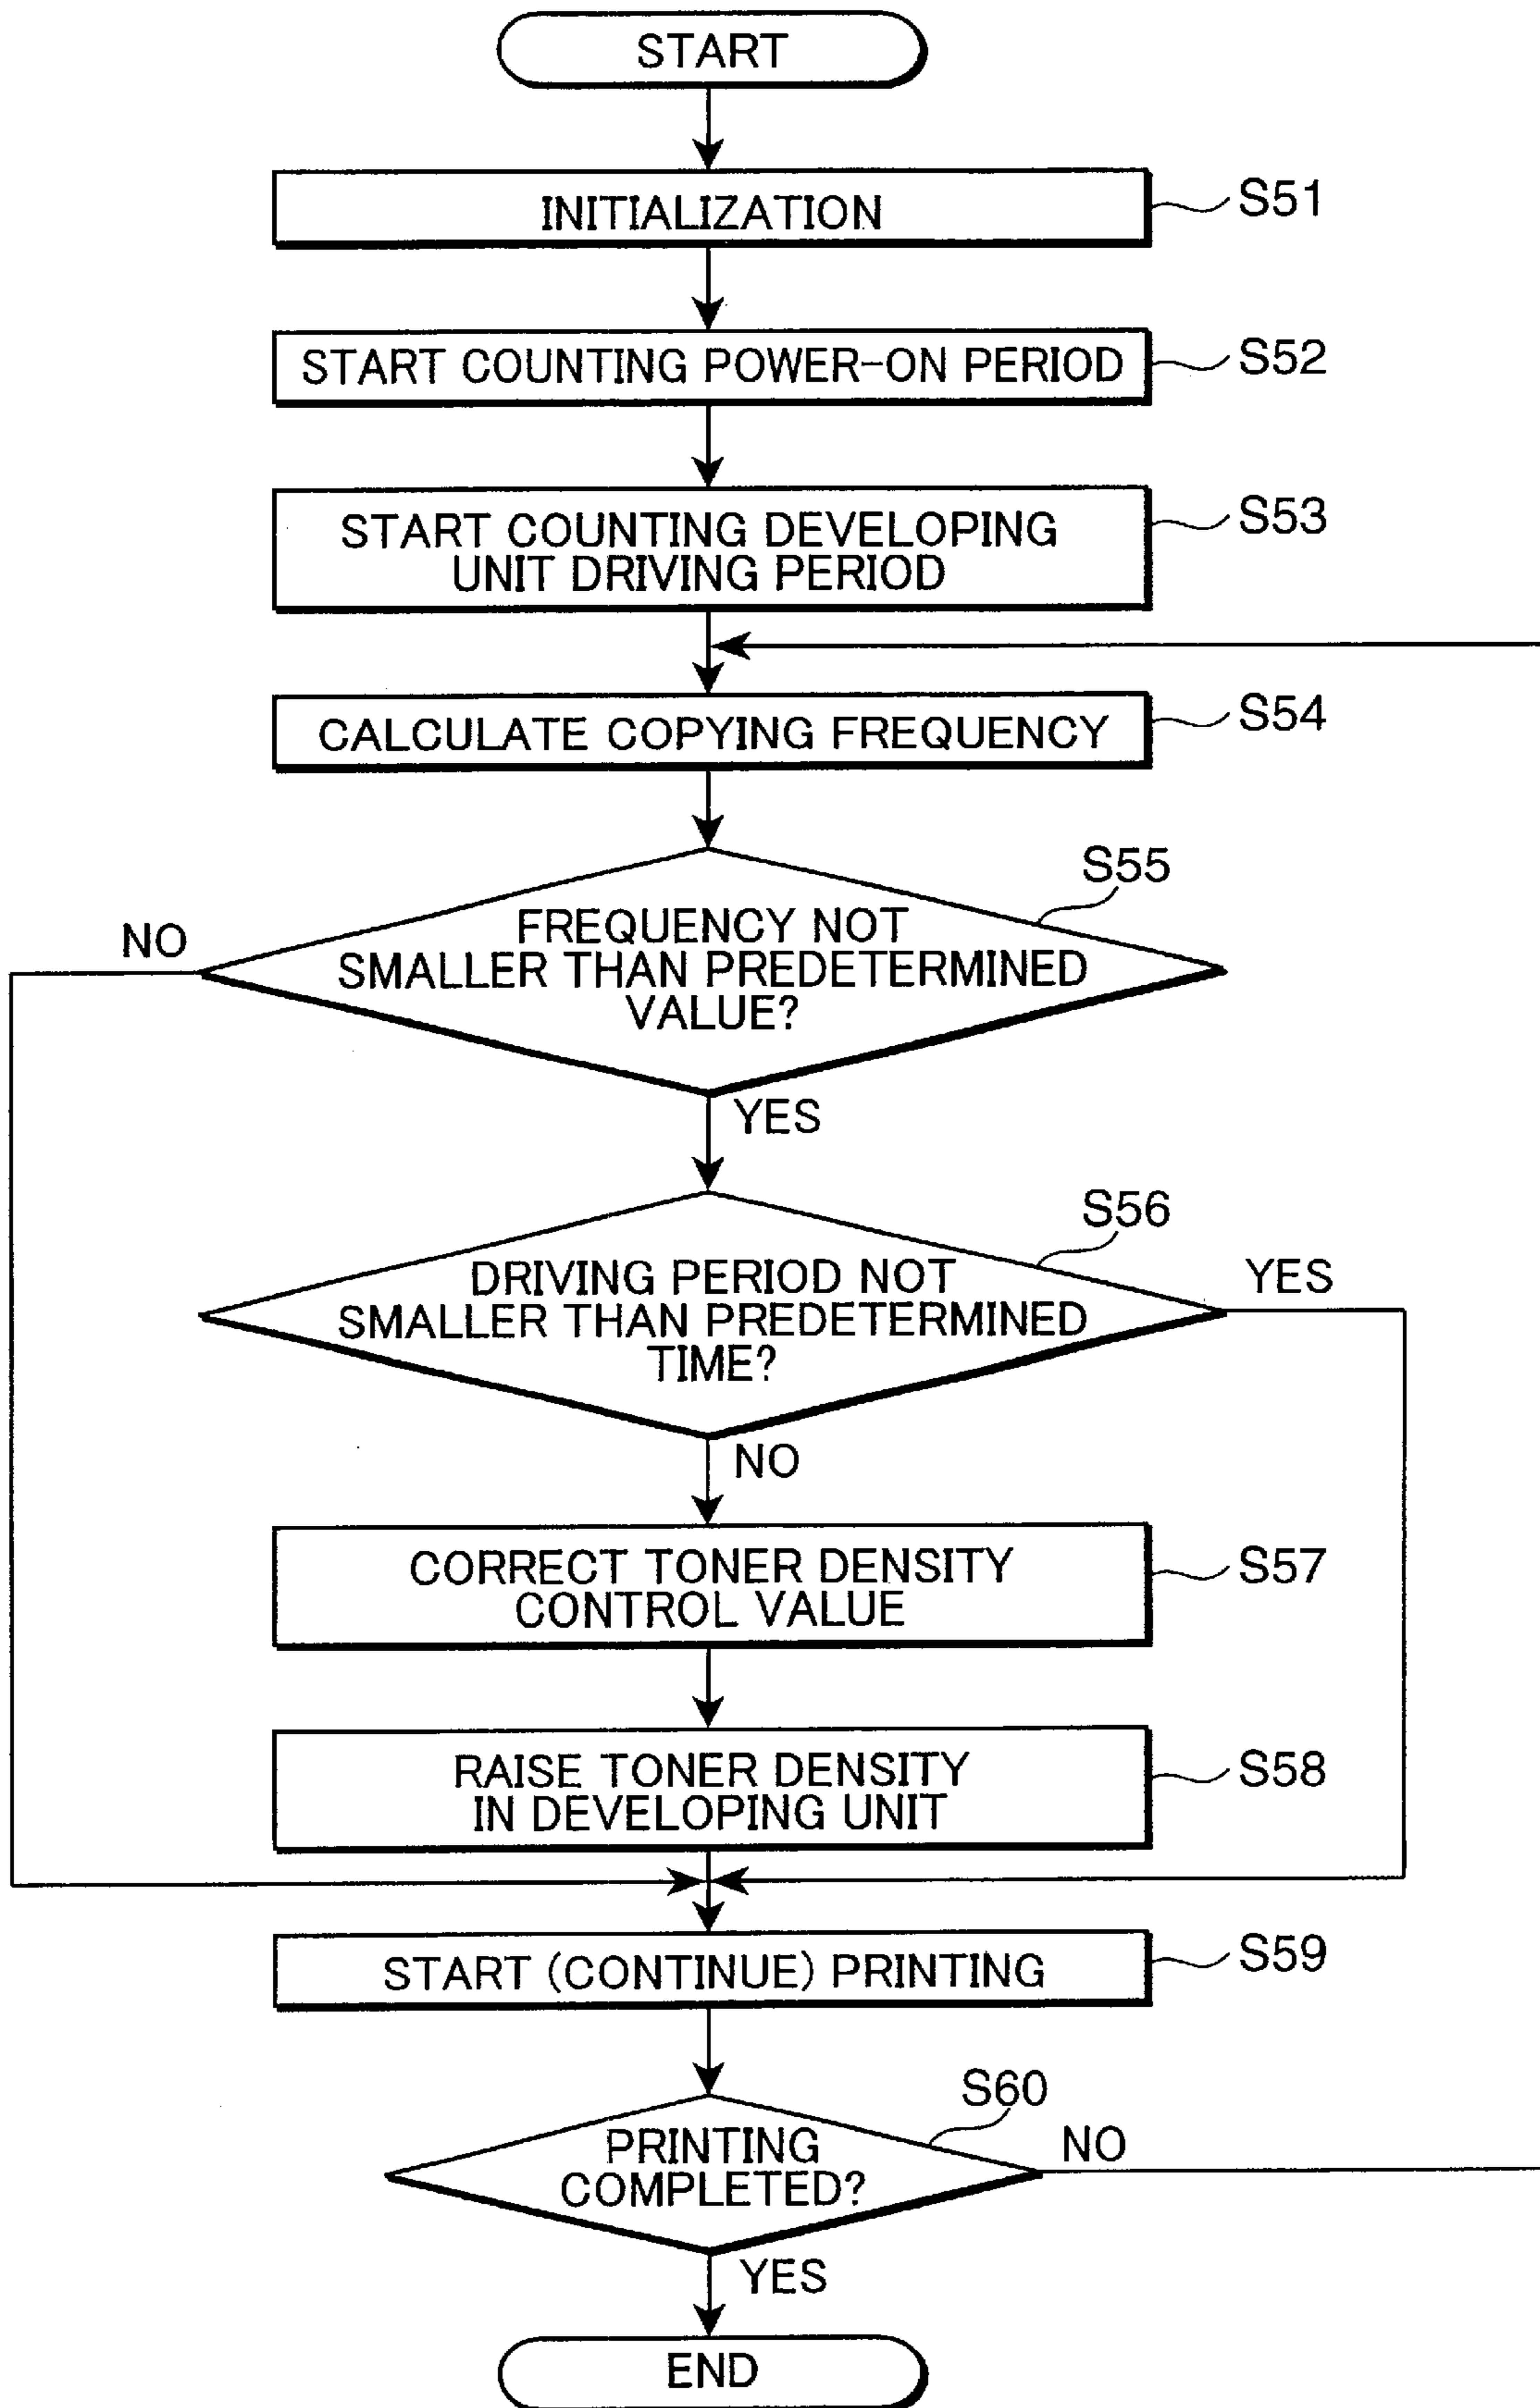 START
INITIALIZATION
S51
START COUNTING POWER-ON PERIOD
S52
START COUNTING DEVELOPING
UNIT DRIVING PERIOD
S53
CALCULATE COPYING FREQUENCY
S54
S55
NO
FREQUENCY NOT
SMALLER THAN PREDETERMINED
VALUE?
YES
S56
DRIVING PERIOD NOT
SMALLER THAN PREDETERMINED
TIME?
YES
NO
CORRECT TONER DENSITY
CONTROL VALUE
S57
RAISE TONER DENSITY
IN DEVELOPING UNIT
S58
START (CONTINUE) PRINTING
S59
S60
PRINTING
COMPLETED?
NO
YES
END